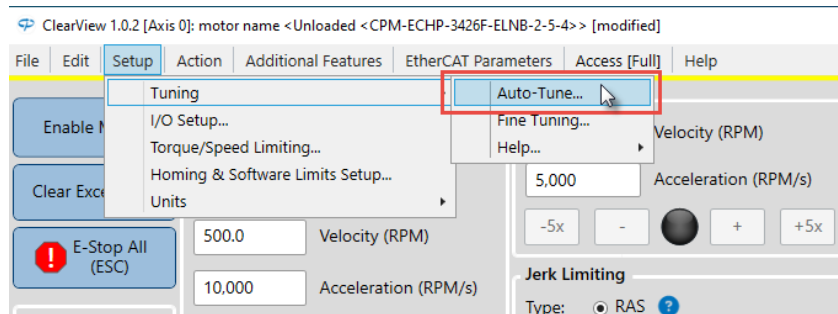 ClearView 1.0.2 [Axis 0]: motor name <Unloaded <CPM-ECHP-3426F-ELNB-2-5-4>> [modified]
File Edit Setup Action Additional Features EtherCAT Parameters Access [Full] Help
Tuning
I/O Setup...
Torque/Speed Limiting...
Homing & Software Limits Setup...
Units
Auto-Tune...
Fine Tuning...
Help...
Enable
Clear
E-Stop All
(ESC)
500.0 Velocity (RPM)
10,000 Acceleration (RPM/s)
Velocity (RPM)
5,000 Acceleration (RPM/s)
-5x - + +5x
Jerk Limiting
Type: RAS ?